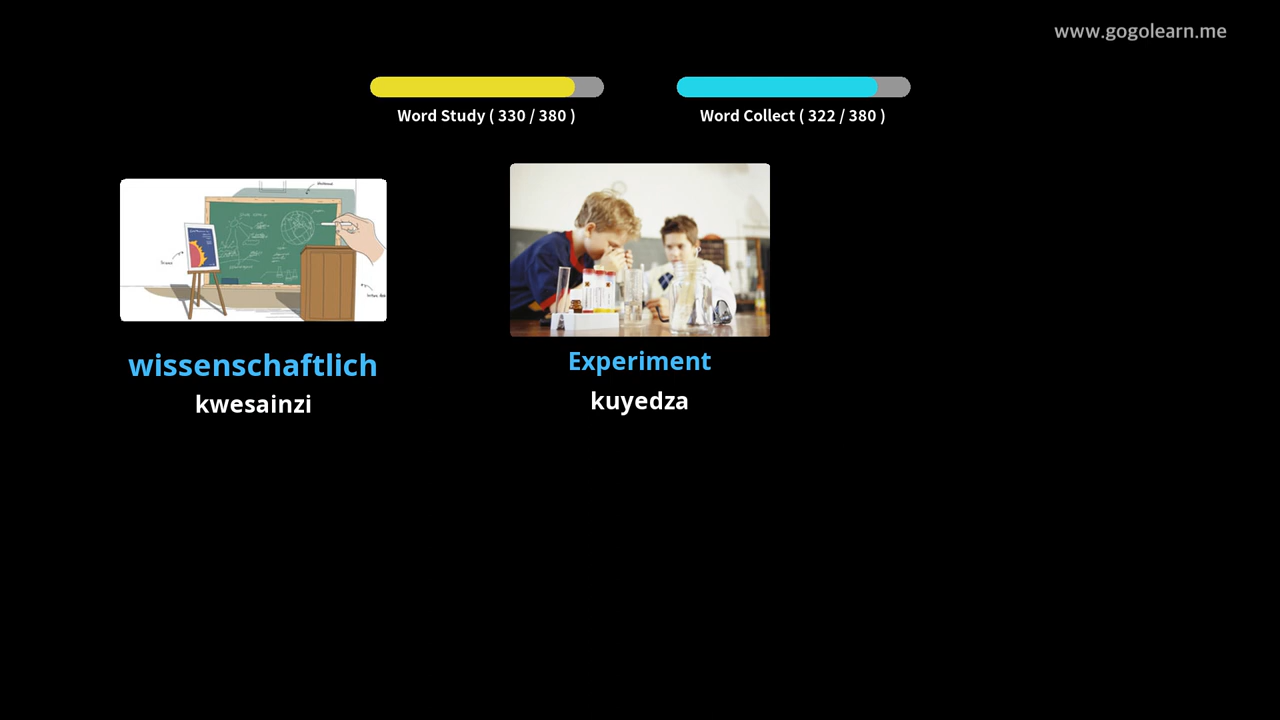 www.gogolearn.me
Word Study ( 330 / 380 )
Word Collect ( 322 / 380 )
wissenschaftlich
kwesainzi
Experiment
kuyedza